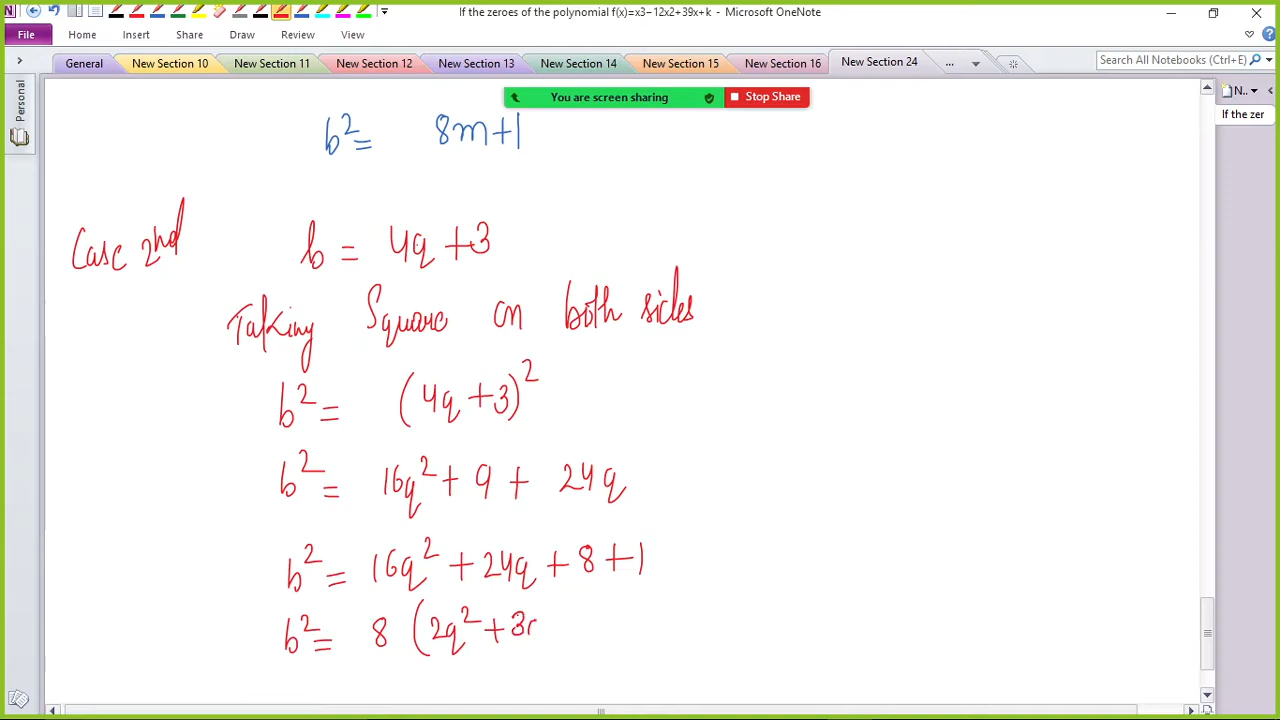 If the zeroes of the polynomial f(x)=x3−12x2+39x+k - Microsoft OneNote
File Home Insert Share Draw Review View
General New Section 10 New Section 11 New Section 12 New Section 13 New Section 14 New Section 15 New Section 16 New Section 24 ... Search All Notebooks (Ctrl+E)
You are screen sharing Stop Share
N..
If the zer
Personal
b² = 8m+1
Case 2nd b = 4q +3
Taking Square on both sides
b² = (4q +3)²
b² = 16q² + 9 + 24q
b² = 16q² + 24q + 8 + 1
b² = 8 (2q² + 3